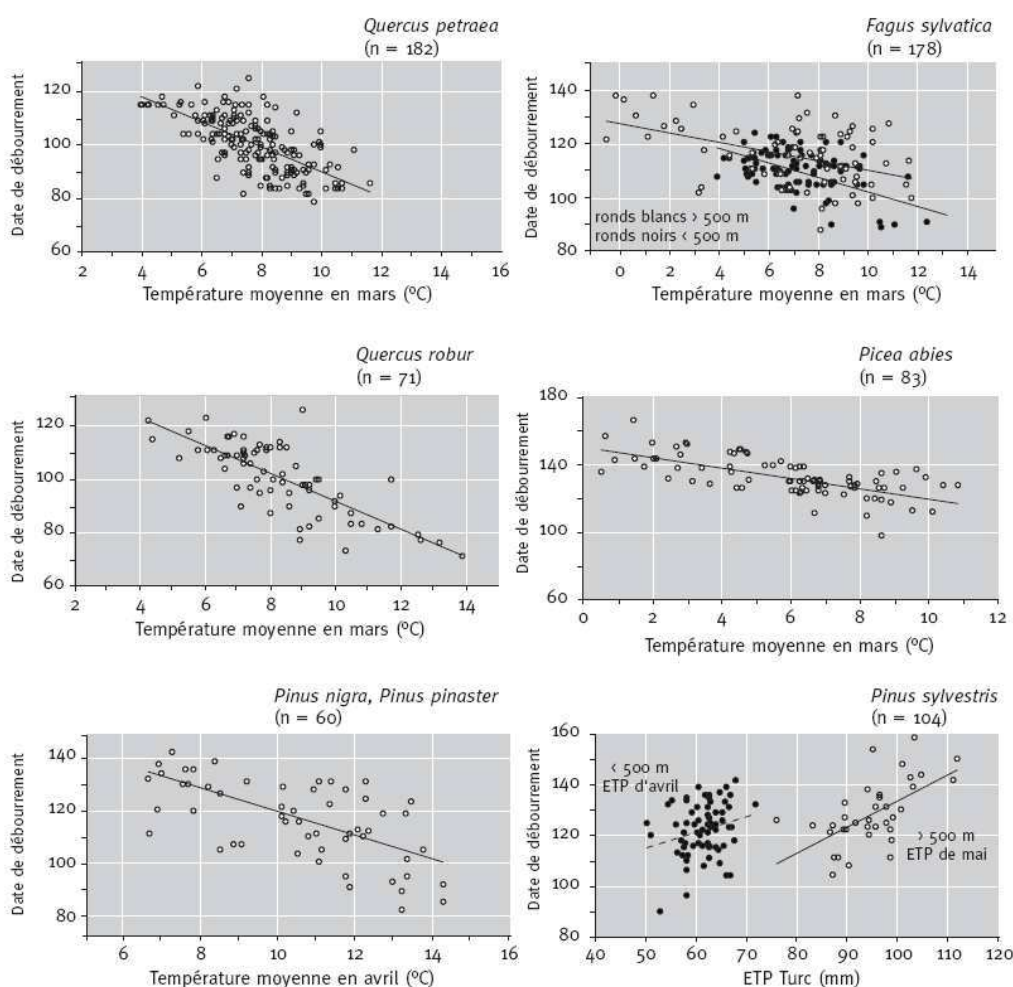 Quercus petraea
(n = 182)
Date de débourrement
120
100
80
60
2 4 6 8 10 12 14 16
Température moyenne en mars (ºC)
Fagus sylvatica
(n = 178)
Date de débourrement
140
120
100
80
ronds blancs > 500 m
ronds noirs < 500 m
0 2 4 6 8 10 12 14
Température moyenne en mars (ºC)
Quercus robur
(n = 71)
Date de débourrement
120
100
80
60
2 4 6 8 10 12 14
Température moyenne en mars (ºC)
Picea abies
(n = 83)
Date de débourrement
180
140
100
60
0 2 4 6 8 10 12
Température moyenne en mars (ºC)
Pinus nigra, Pinus pinaster
(n = 60)
Date de débourrement
140
120
100
80
6 8 10 12 14 16
Température moyenne en avril (ºC)
Pinus sylvestris
(n = 104)
Date de débourrement
160
140
120
100
80
< 500 m
ETP d'avril
> 500 m
ETP de mai
40 50 60 70 80 90 100 120
ETP Turc (mm)